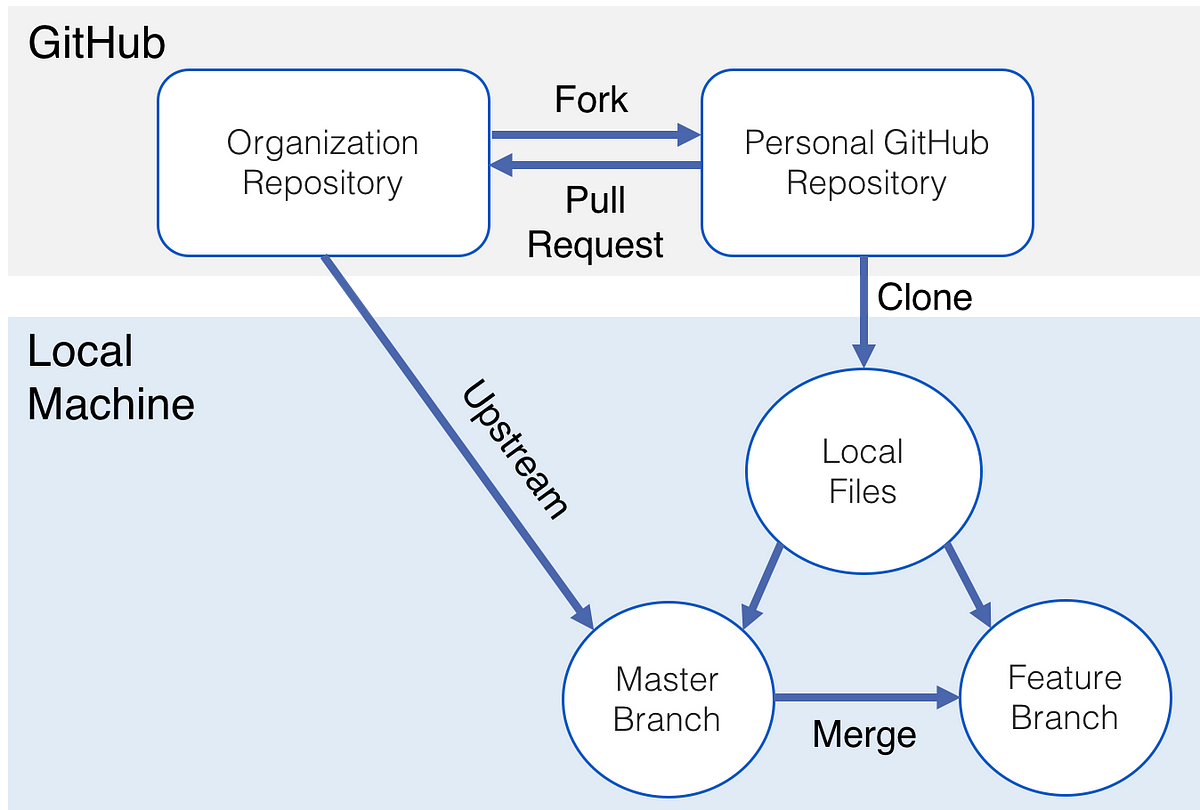 GitHub
Organization
Repository
Fork
Pull
Request
Personal GitHub
Repository
Clone
Local
Machine
Upstream
Local
Files
Master
Branch
Merge
Feature
Branch